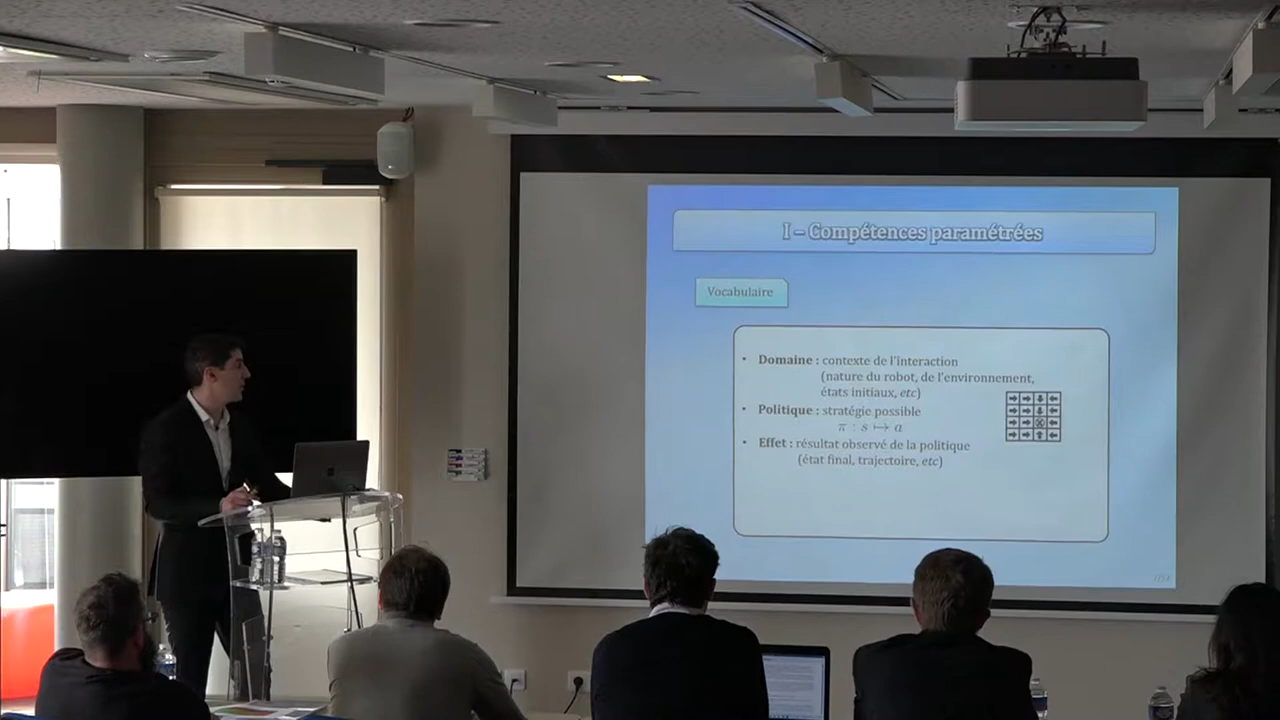 I – Compétences paramétrées
Vocabulaire
• Domaine : contexte de l'interaction
(nature du robot, de l'environnement,
états initiaux, etc)
• Politique : stratégie possible
π : s ↦ a
• Effet : résultat observé de la politique
(état final, trajectoire, etc)